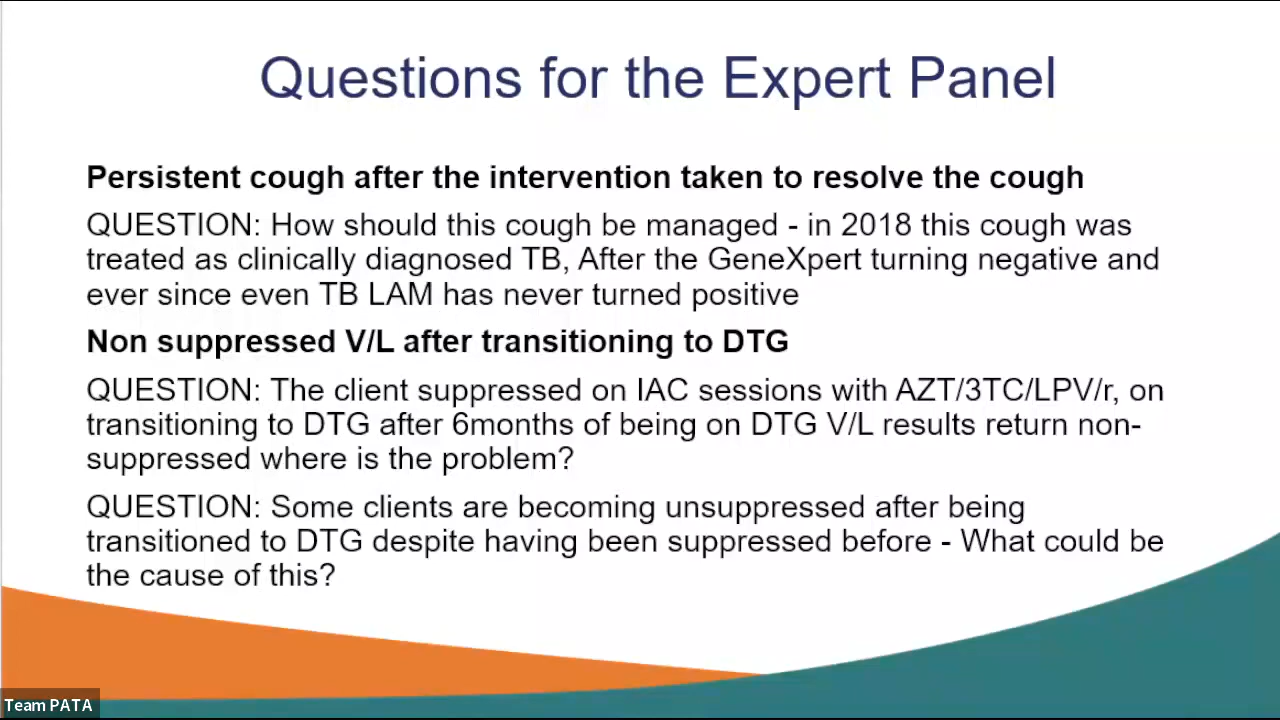 Questions for the Expert Panel
Persistent cough after the intervention taken to resolve the cough
QUESTION: How should this cough be managed - in 2018 this cough was
treated as clinically diagnosed TB, After the GeneXpert turning negative and
ever since even TB LAM has never turned positive
Non suppressed V/L after transitioning to DTG
QUESTION: The client suppressed on IAC sessions with AZT/3TC/LPV/r, on
transitioning to DTG after 6months of being on DTG V/L results return non-
suppressed where is the problem?
QUESTION: Some clients are becoming unsuppressed after being
transitioned to DTG despite having been suppressed before - What could be
the cause of this?
Team PATA